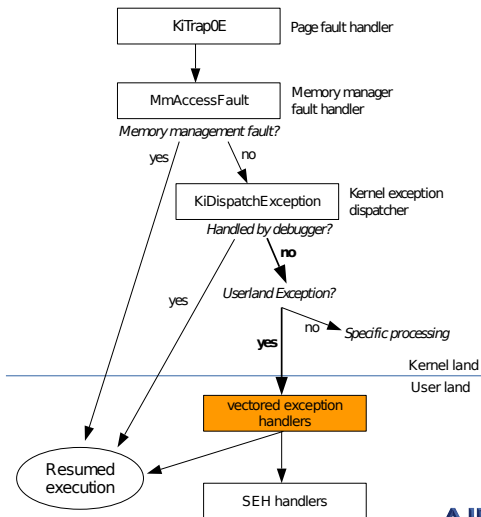 KiTrap0E
Page fault handler
MmAccessFault
Memory manager
fault handler
Memory management fault?
yes
no
KiDispatchException
Kernel exception
dispatcher
Handled by debugger?
no
Userland Exception?
yes
no
Specific processing
yes
Kernel land
User land
vectored exception
handlers
Resumed
execution
SEH handlers